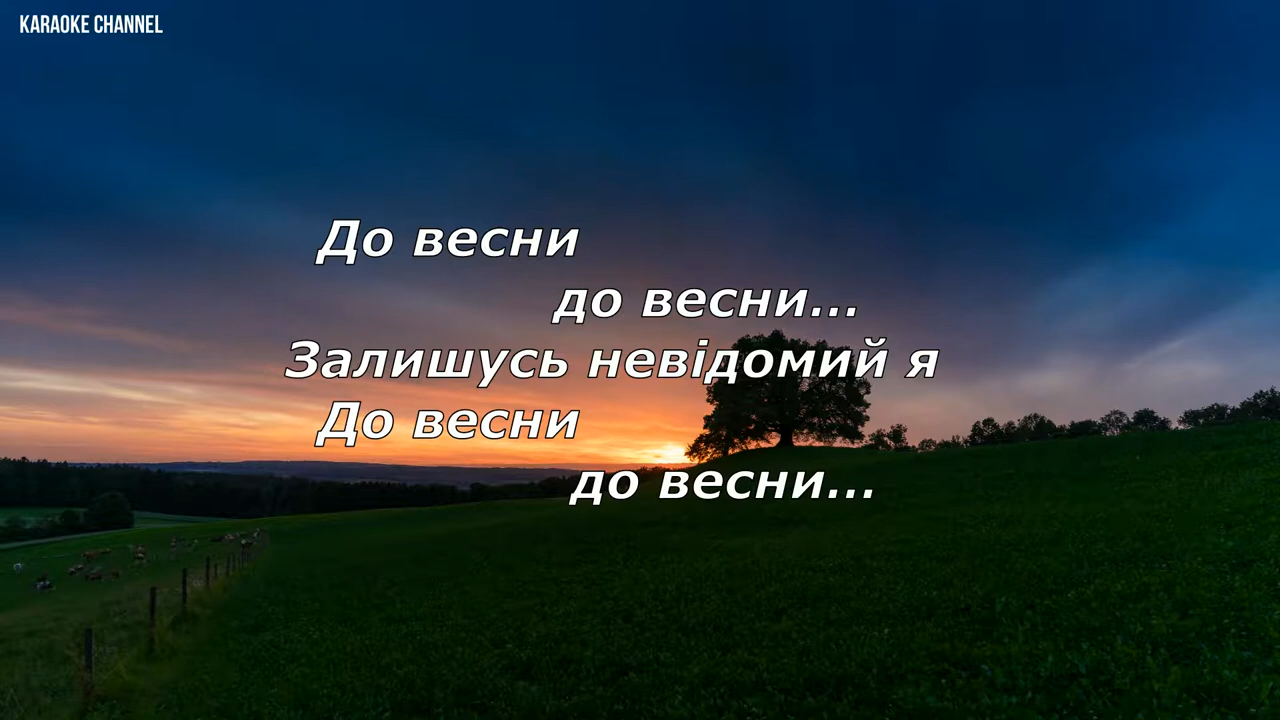 KARAOKE CHANNEL
До весни
до весни...
Залишусь невідомий я
До весни
до весни...